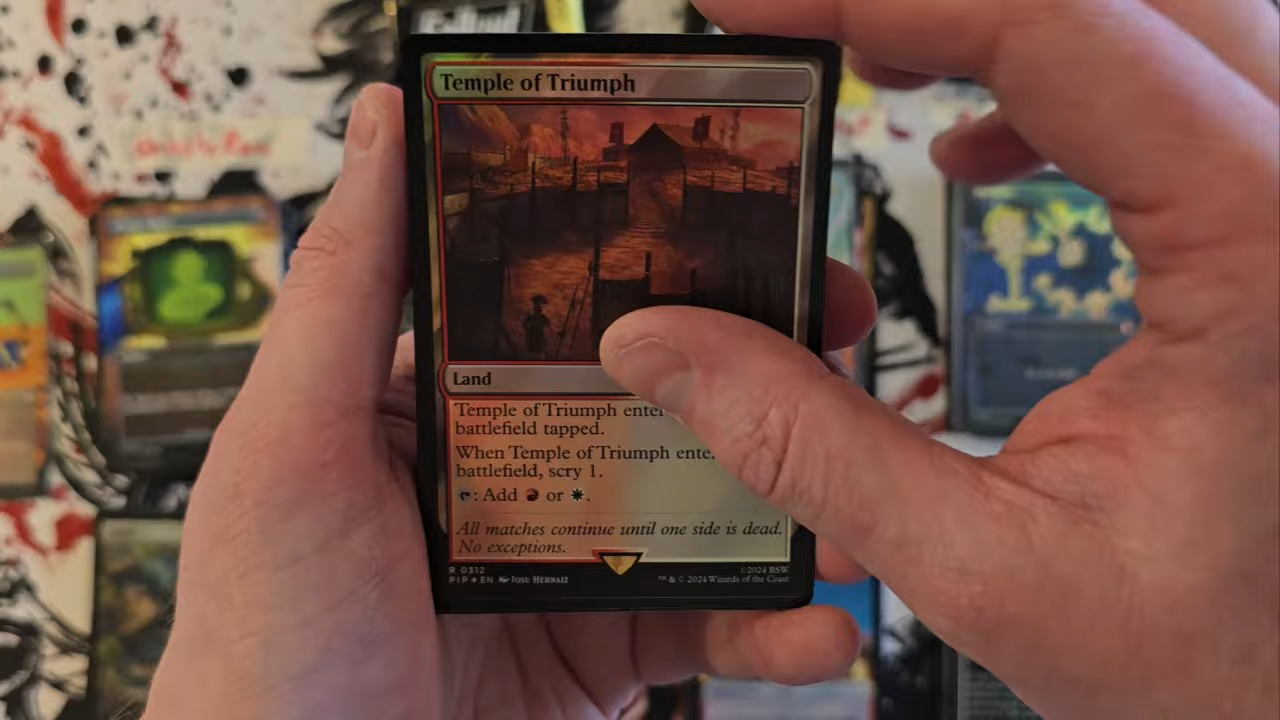 Temple of Triumph
Land
Temple of Triumph enter
battlefield tapped.
When Temple of Triumph ente
battlefield, scry 1.
: Add or .
All matches continue until one side is dead.
No exceptions.
R 0312
©2024 BSW
PIP ★ EN JOSU HERNAIZ
™ & © 2024 Wizards of the Coast